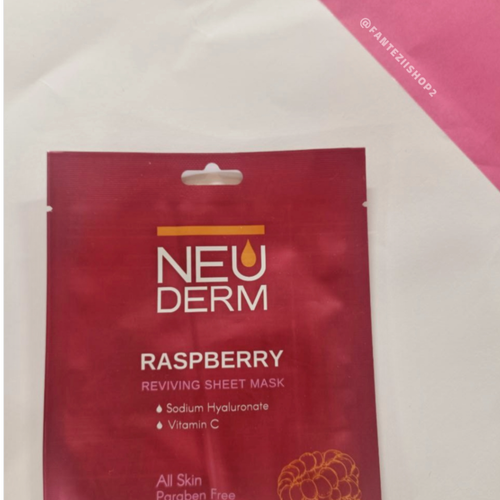 @FANTEZIISHOP2
NEU
DERM
RASPBERRY
REVIVING SHEET MASK
Sodium Hyaluronate
Vitamin C
All Skin
Paraben Free